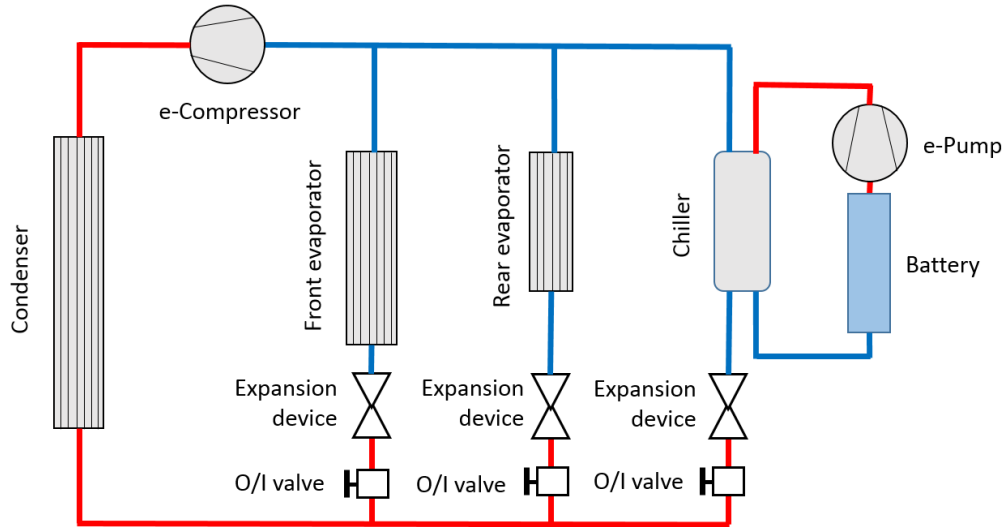 e-Compressor
e-Pump
Condenser
Front evaporator
Rear evaporator
Chiller
Battery
Expansion
device
Expansion
device
Expansion
device
O/I valve
O/I valve
O/I valve